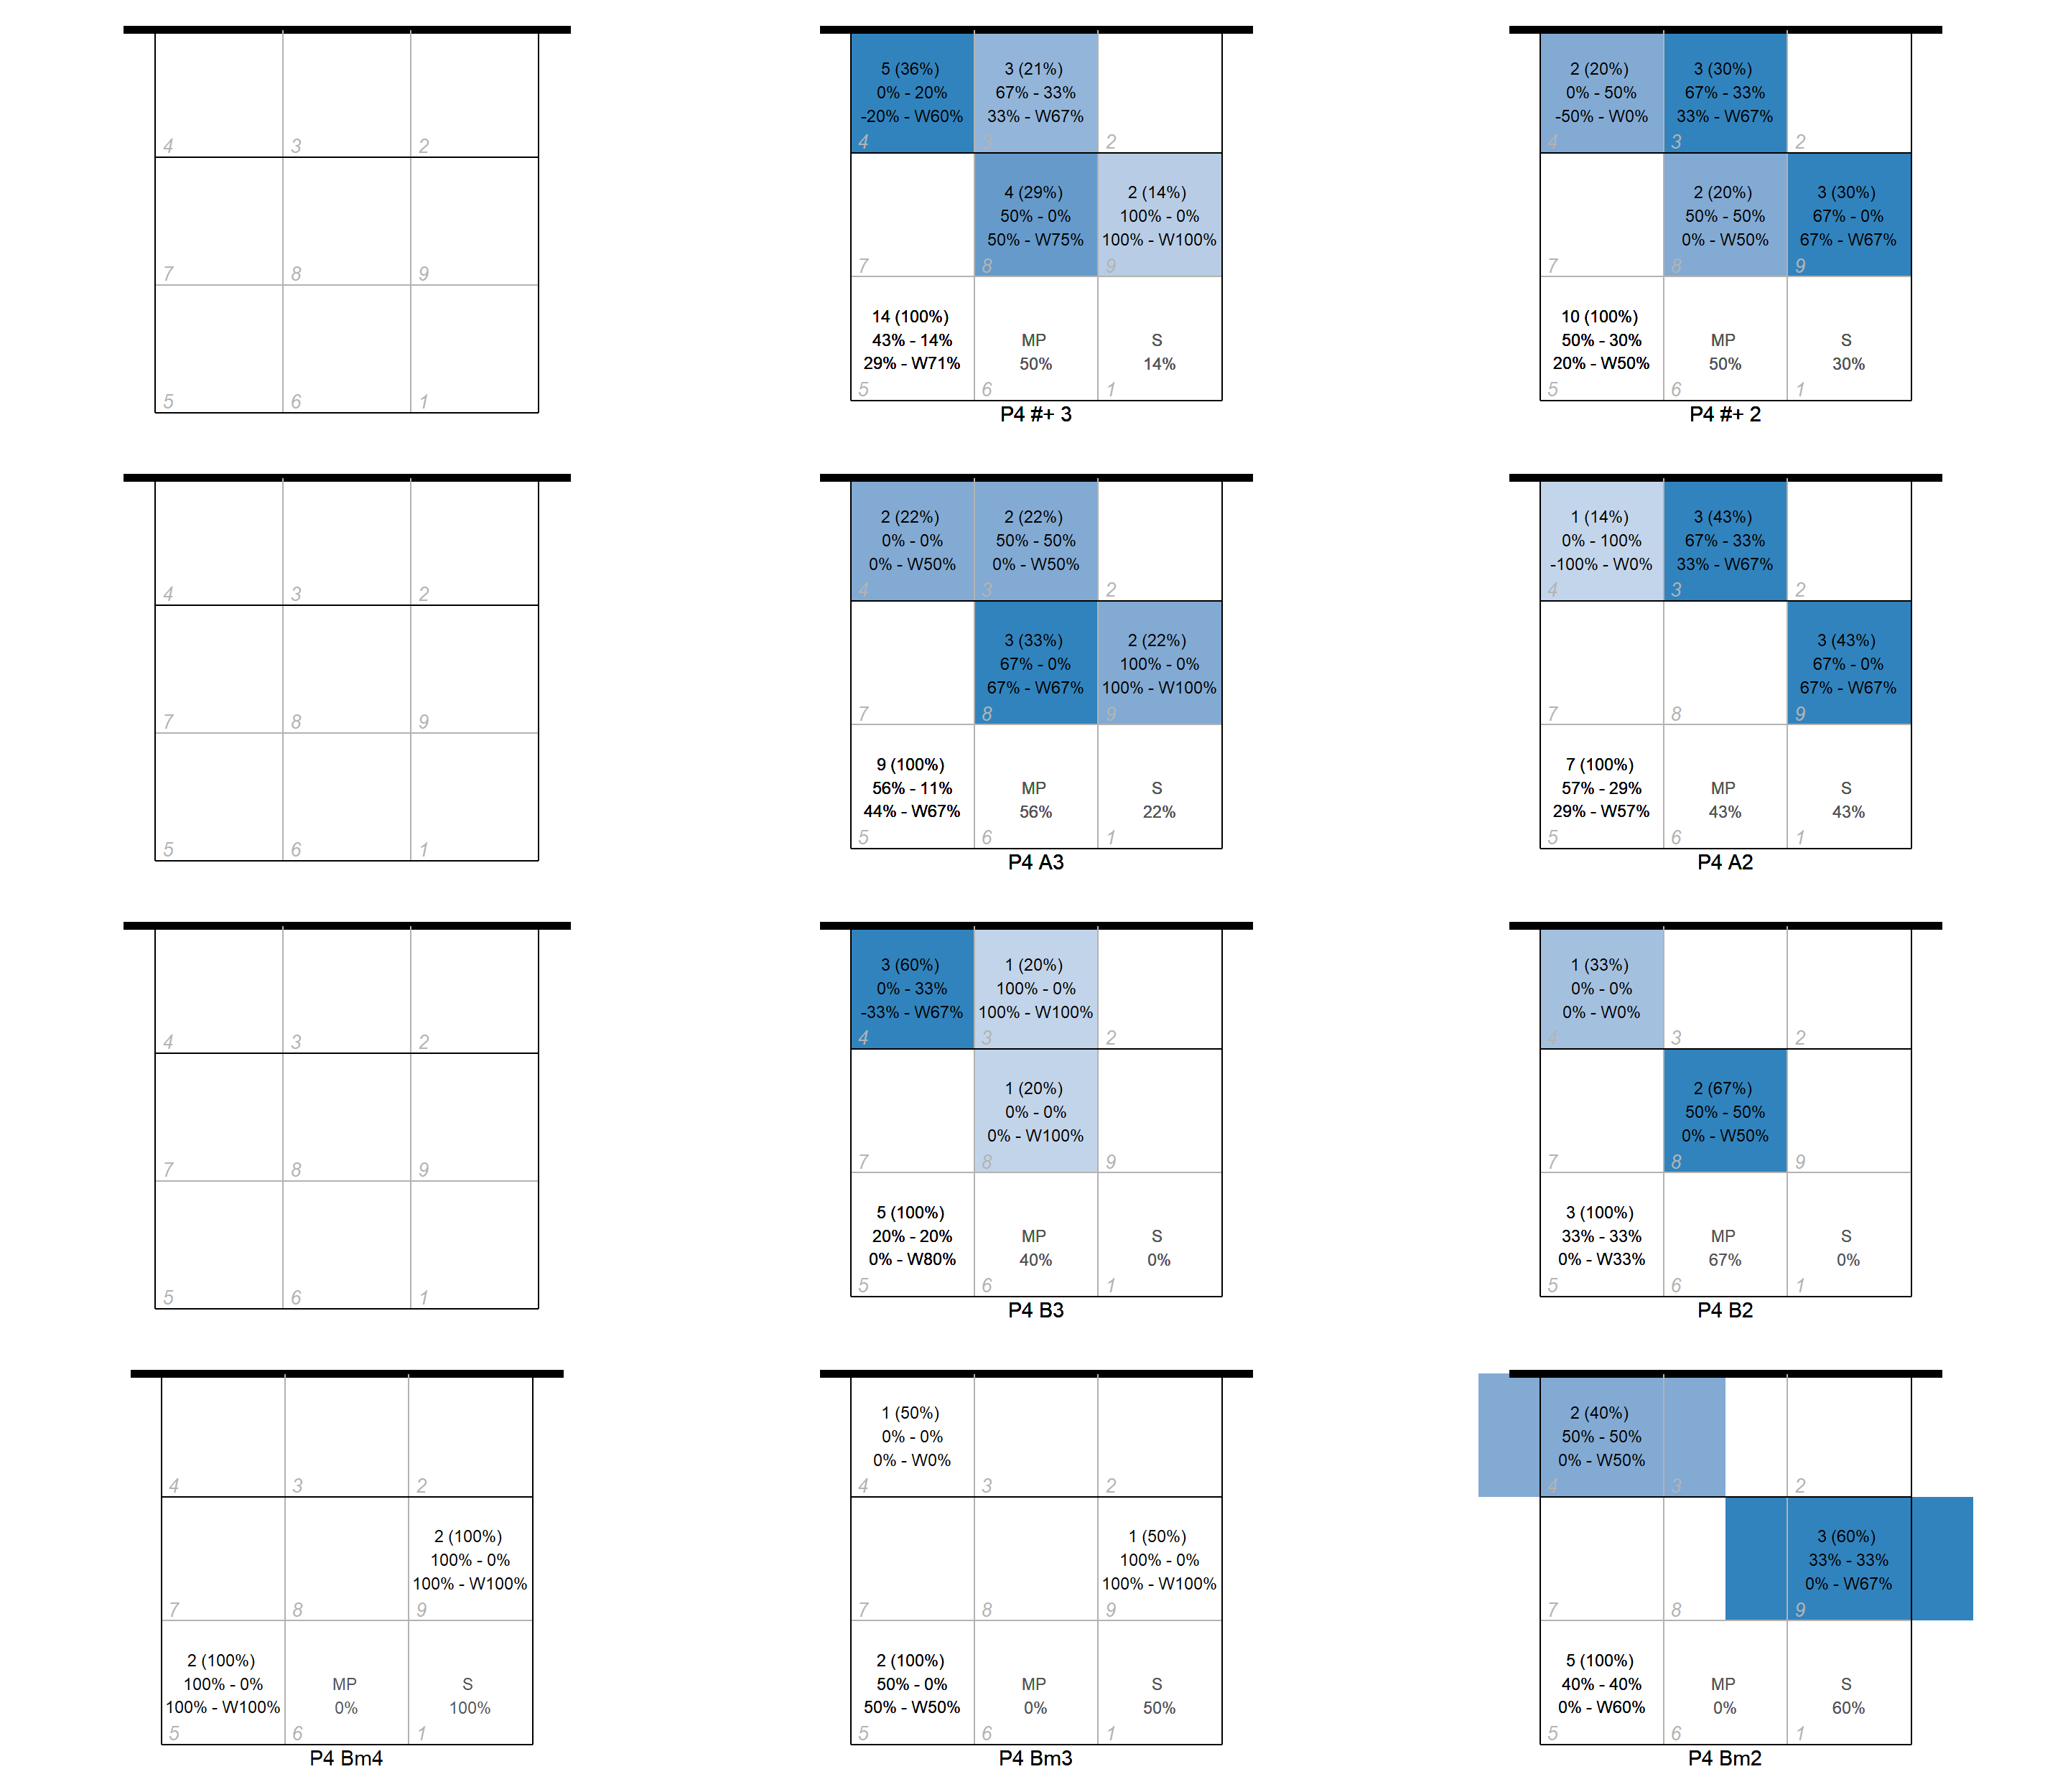 4 3 2
7 8 9
5 6 1
5 (36%)
0% - 20%
-20% - W60%
4
3 (21%)
67% - 33%
33% - W67%
3
2
7
4 (29%)
50% - 0%
50% - W75%
8
2 (14%)
100% - 0%
100% - W100%
9
14 (100%)
43% - 14%
29% - W71%
5
MP
50%
6
S
14%
1
P4 #+ 3
2 (20%)
0% - 50%
-50% - W0%
4
3 (30%)
67% - 33%
33% - W67%
3
2
7
2 (20%)
50% - 50%
0% - W50%
8
3 (30%)
67% - 0%
67% - W67%
9
10 (100%)
50% - 30%
20% - W50%
5
MP
50%
6
S
30%
1
P4 #+ 2
4 3 2
7 8 9
5 6 1
2 (22%)
0% - 0%
0% - W50%
4
2 (22%)
50% - 50%
0% - W50%
3
2
7
3 (33%)
67% - 0%
67% - W67%
8
2 (22%)
100% - 0%
100% - W100%
9
9 (100%)
56% - 11%
44% - W67%
5
MP
56%
6
S
22%
1
P4 A3
1 (14%)
0% - 100%
-100% - W0%
4
3 (43%)
67% - 33%
33% - W67%
3
2
7
8
3 (43%)
67% - 0%
67% - W67%
9
7 (100%)
57% - 29%
29% - W57%
5
MP
43%
6
S
43%
1
P4 A2
4 3 2
7 8 9
5 6 1
3 (60%)
0% - 33%
-33% - W67%
4
1 (20%)
100% - 0%
100% - W100%
3
2
7
1 (20%)
0% - 0%
0% - W100%
8
9
5 (100%)
20% - 20%
0% - W80%
5
MP
40%
6
S
0%
1
P4 B3
1 (33%)
0% - 0%
0% - W0%
4
3
2
7
2 (67%)
50% - 50%
0% - W50%
8
9
3 (100%)
33% - 33%
0% - W33%
5
MP
67%
6
S
0%
1
P4 B2
4 3 2
7
8
2 (100%)
100% - 0%
100% - W100%
9
2 (100%)
100% - 0%
100% - W100%
5
MP
0%
6
S
100%
1
P4 Bm4
1 (50%)
0% - 0%
0% - W0%
4
3
2
7
8
1 (50%)
100% - 0%
100% - W100%
9
2 (100%)
50% - 0%
50% - W50%
5
MP
0%
6
S
50%
1
P4 Bm3
2 (40%)
50% - 50%
0% - W50%
4
3
2
7
8
3 (60%)
33% - 33%
0% - W67%
9
5 (100%)
40% - 40%
0% - W60%
5
MP
0%
6
S
60%
1
P4 Bm2